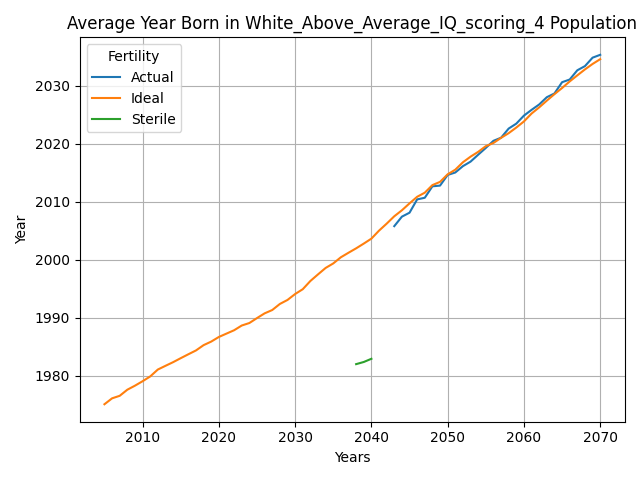 Average Year Born in White_Above_Average_IQ_scoring_4 Population
Fertility
Actual
Ideal
Sterile
Year
2030
2020
2010
2000
1990
1980
2010
2020
2030
2040
2050
2060
2070
Years